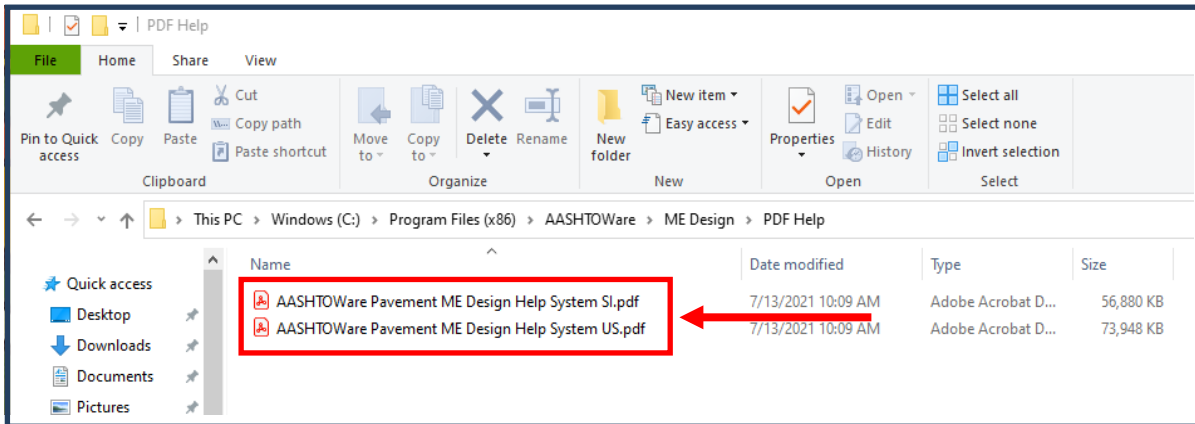 PDF Help
File Home Share View
Pin to Quick access
Copy
Paste
Cut
Copy path
Paste shortcut
Move to
Copy to
Delete
Rename
New folder
New item
Easy access
Properties
Open
Edit
History
Select all
Select none
Invert selection
Clipboard Organize New Open Select
This PC > Windows (C:) > Program Files (x86) > AASHTOWare > ME Design > PDF Help
Name Date modified Type Size
Quick access
Desktop
Downloads
Documents
Pictures
AASHTOWare Pavement ME Design Help System SI.pdf 7/13/2021 10:09 AM Adobe Acrobat D... 56,880 KB
AASHTOWare Pavement ME Design Help System US.pdf 7/13/2021 10:09 AM Adobe Acrobat D... 73,948 KB